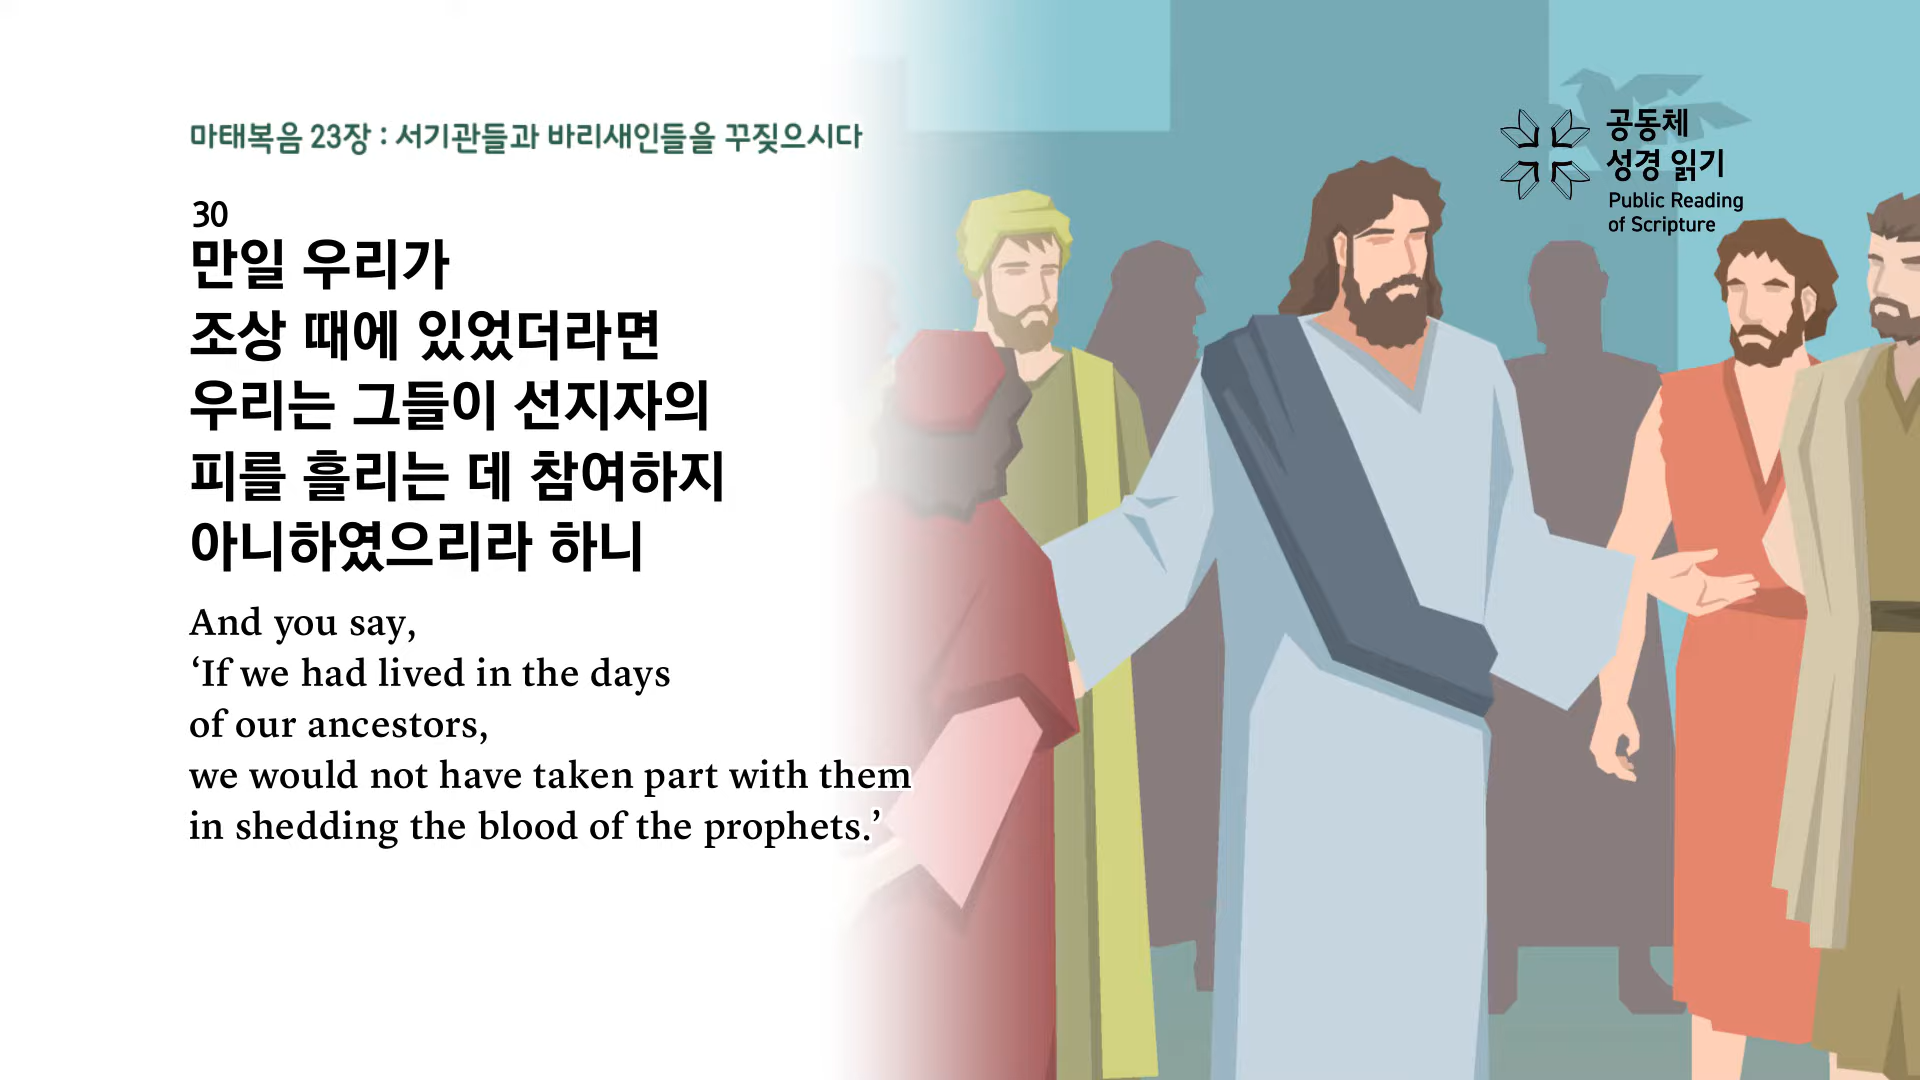 마태복음 23장 : 서기관들과 바리새인들을 꾸짖으시다
30
만일 우리가
조상 때에 있었더라면
우리는 그들이 선지자의
피를 흘리는 데 참여하지
아니하였으리라 하니
And you say,
‘If we had lived in the days
of our ancestors,
we would not have taken part with them
in shedding the blood of the prophets.’
공동체
성경 읽기
Public Reading
of Scripture